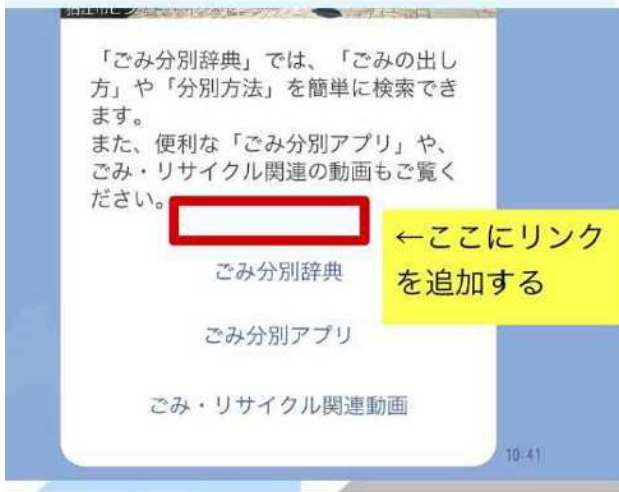 「ごみ分別辞典」では、「ごみの出し
方」や「分別方法」を簡単に検索でき
ます。
また、便利な「ごみ分別アプリ」や、
ごみ・リサイクル関連の動画もご覧く
ださい。
←ここにリンク
を追加する
ごみ分別辞典
ごみ分別アプリ
ごみ・リサイクル関連動画
10:41